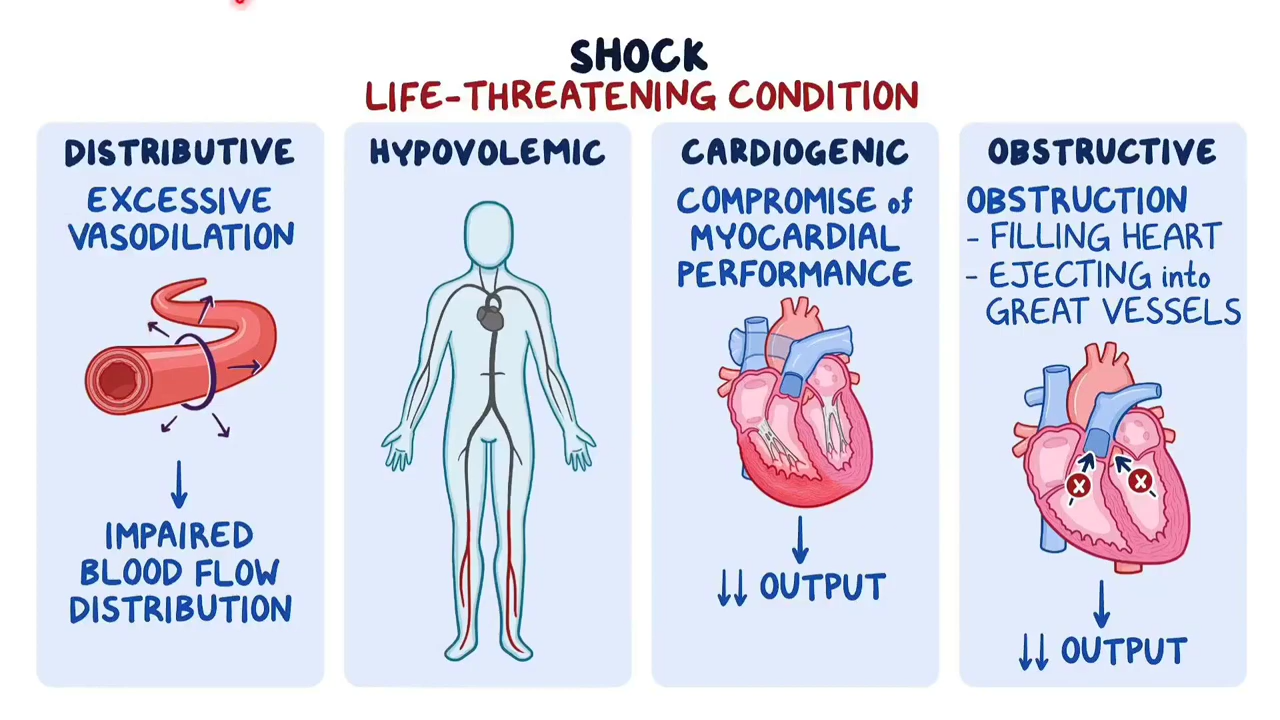 SHOCK
LIFE-THREATENING CONDITION
DISTRIBUTIVE
EXCESSIVE
VASODILATION
IMPAIRED
BLOOD FLOW
DISTRIBUTION
HYPOVOLEMIC
CARDIOGENIC
COMPROMISE of
MYOCARDIAL
PERFORMANCE
↓↓ OUTPUT
OBSTRUCTIVE
OBSTRUCTION
- FILLING HEART
- EJECTING into
GREAT VESSELS
X X
↓↓ OUTPUT